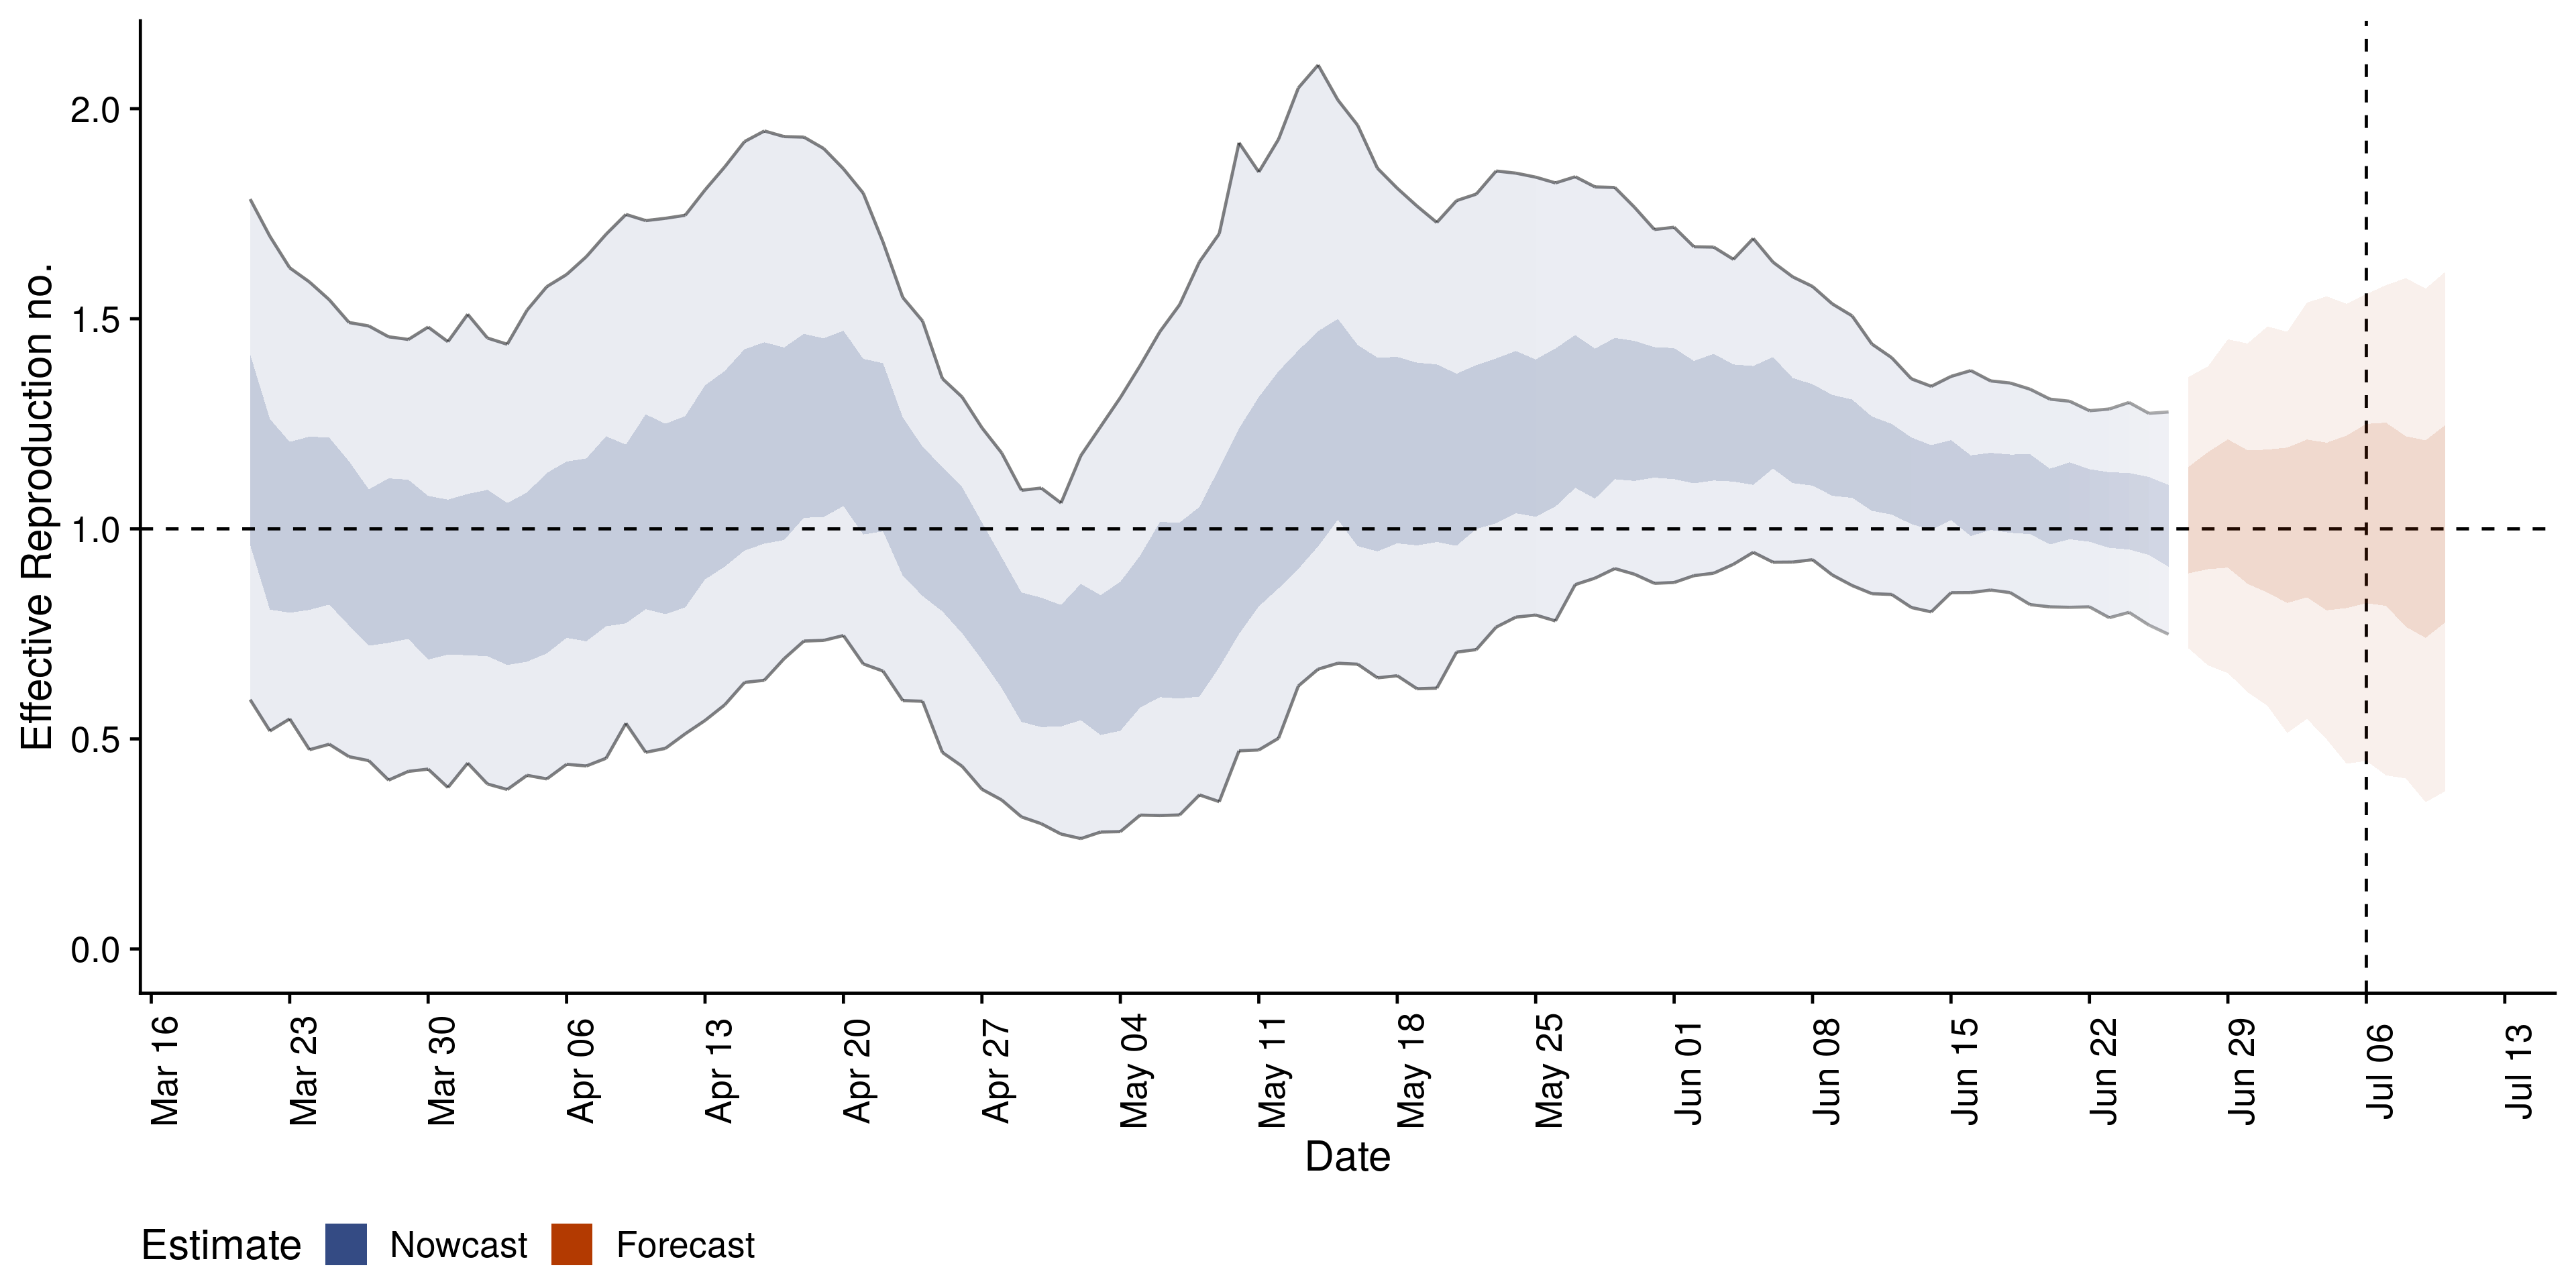 Effective Reproduction no.
2.0
1.5
1.0
0.5
0.0
Mar 16
Mar 23
Mar 30
Apr 06
Apr 13
Apr 20
Apr 27
May 04
May 11
May 18
May 25
Jun 01
Jun 08
Jun 15
Jun 22
Jun 29
Jul 06
Jul 13
Date
Estimate Nowcast Forecast